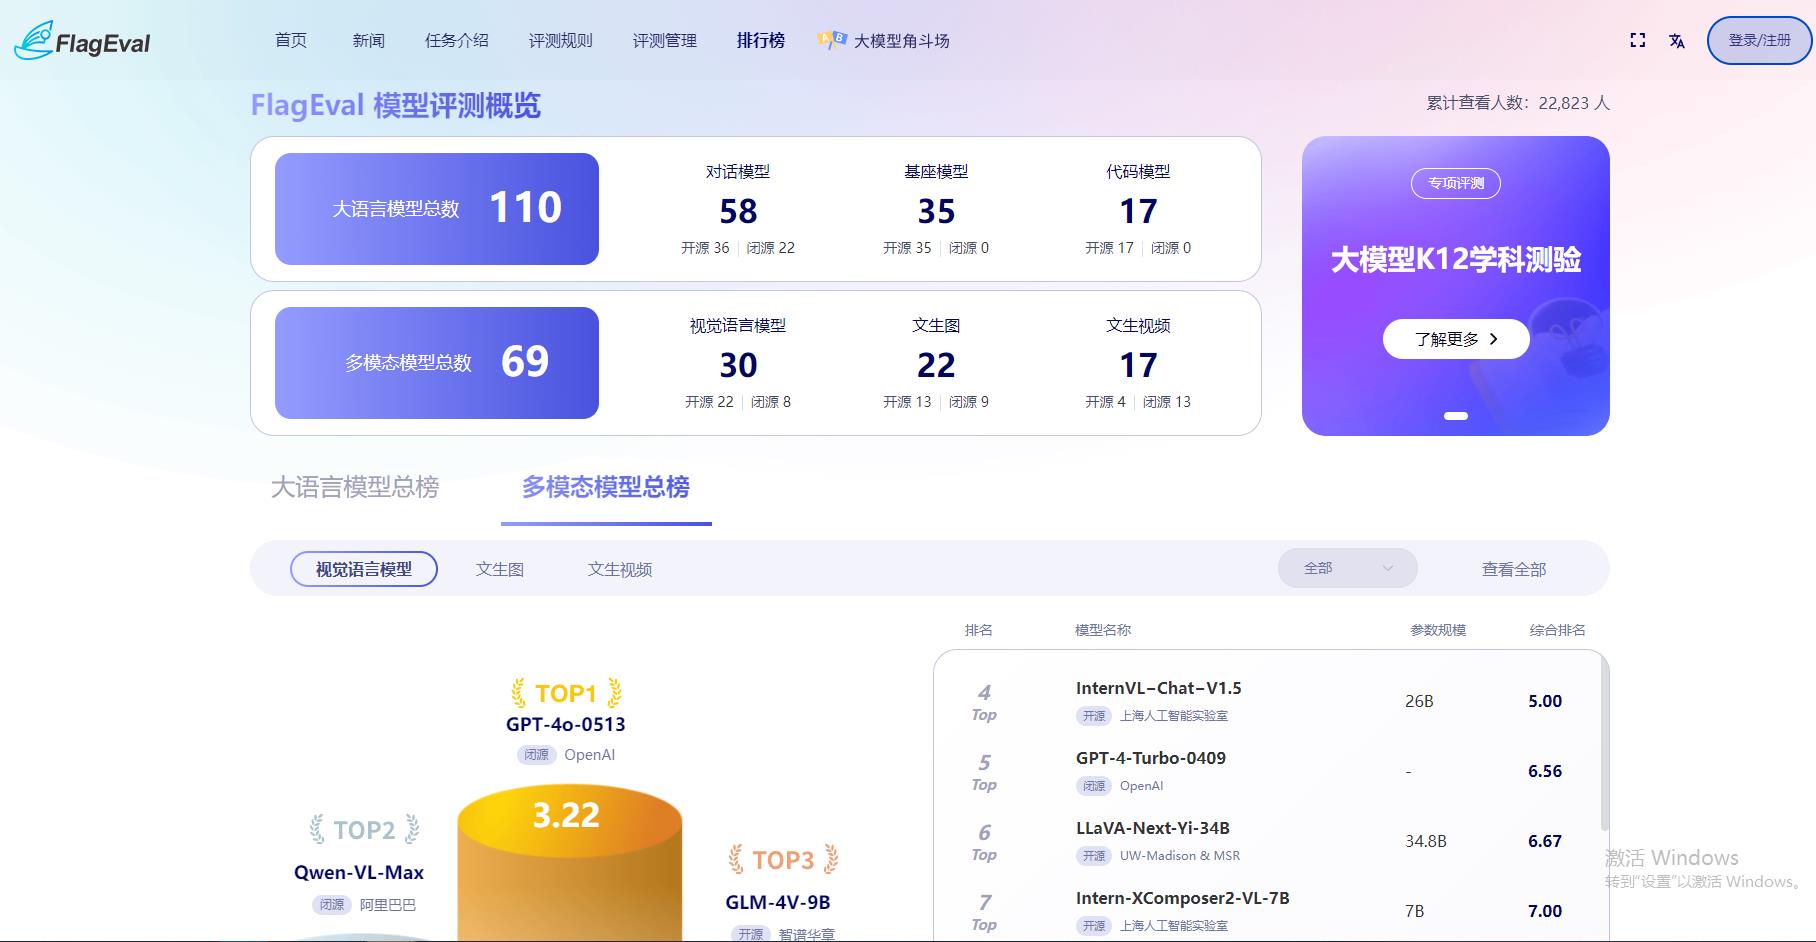 FlagEval 首页 新闻 任务介绍 评测规则 评测管理 排行榜 AB 大模型角斗场 登录/注册
FlagEval 模型评测概览
累计查看人数：22,823 人
大语言模型总数 110
对话模型 基座模型 代码模型
58 35 17
开源 36 闭源 22 开源 35 闭源 0 开源 17 闭源 0
专项评测
大模型K12学科测验
了解更多
多模态模型总数 69
视觉语言模型 文生图 文生视频
30 22 17
开源 22 闭源 8 开源 13 闭源 9 开源 4 闭源 13
大语言模型总榜 多模态模型总榜
视觉语言模型 文生图 文生视频 全部 查看全部
TOP1
GPT-4o-0513
闭源 OpenAI
3.22
TOP2
Qwen-VL-Max
闭源 阿里巴巴
TOP3
GLM-4V-9B
开源 智谱华章
排名 模型名称 参数规模 综合排名
4 Top InternVL-Chat-V1.5 26B 5.00
开源 上海人工智能实验室
5 Top GPT-4-Turbo-0409 - 6.56
闭源 OpenAI
6 Top LLaVA-Next-Yi-34B 34.8B 6.67
开源 UW-Madison & MSR
7 Top Intern-XComposer2-VL-7B 7B 7.00
开源 上海人工智能实验室
激活 Windows
转到"设置"以激活 Windows。